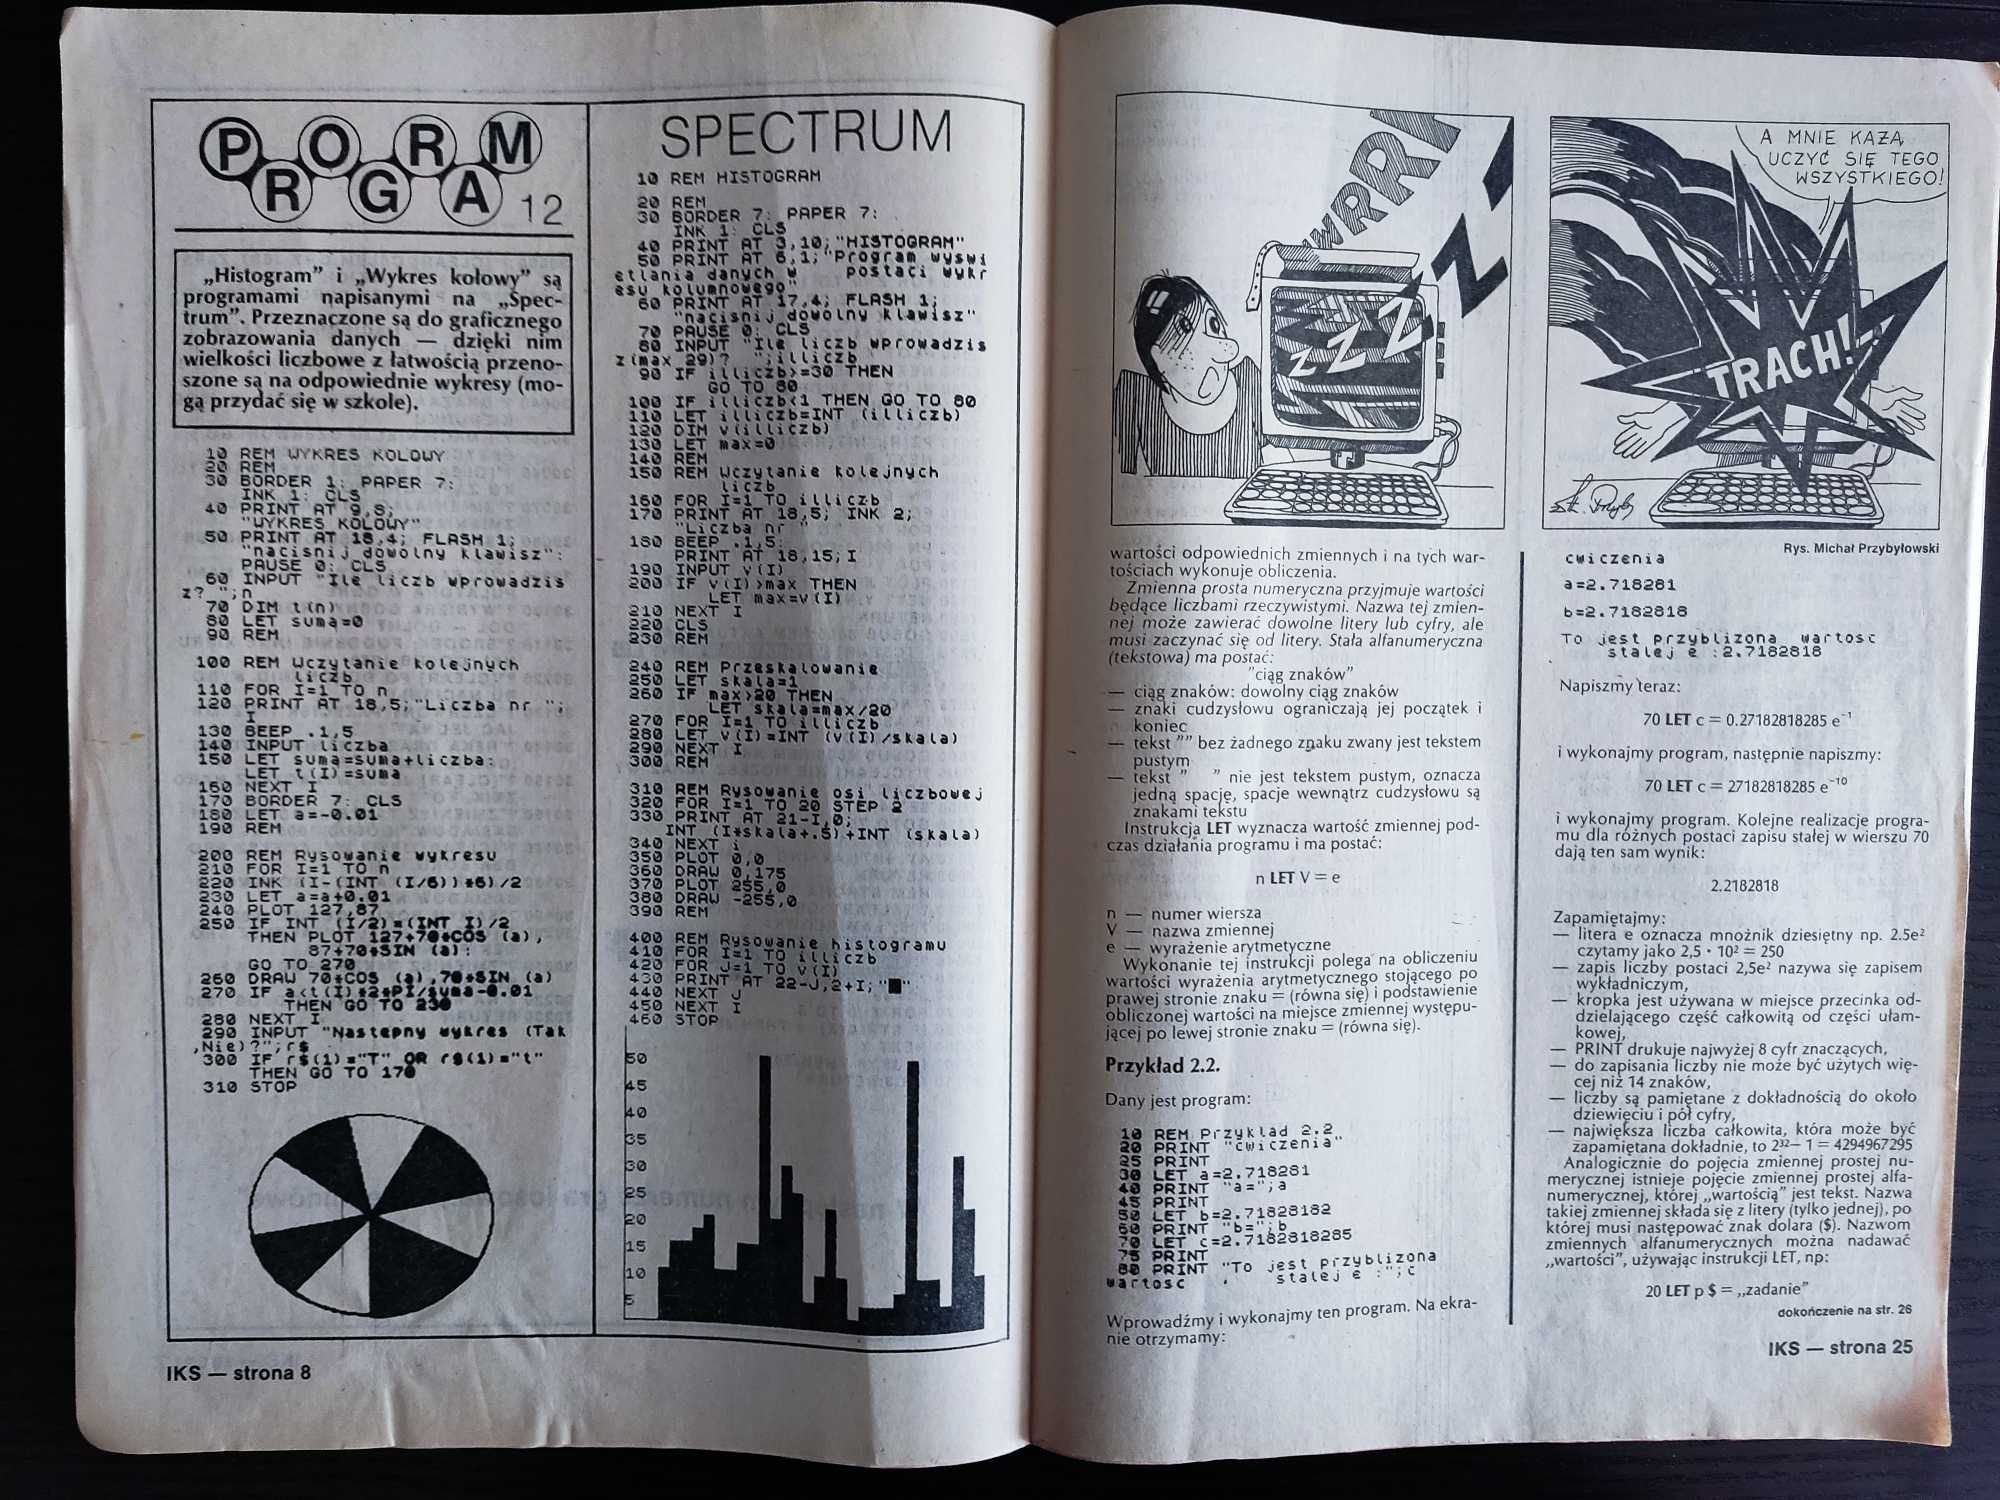 PROGRAM
12
„Histogram” i „Wykres kołowy” są
programami napisanymi na „Spec-
trum”. Przeznaczone są do graficznego
zobrazowania danych — dzięki nim
wielkości liczbowe z łatwością przeno-
szone są na odpowiednie wykresy (mo-
gą przydać się w szkole).
10 REM WYKRES KOLOWY
20 REM
30 BORDER 1: PAPER 7:
INK 1: CLS
40 PRINT AT 9,8;
"WYKRES KOLOWY"
50 PRINT AT 18,4; FLASH 1;
"nacisnij dowolny klawisz":
PAUSE 0: CLS
60 INPUT "Ile liczb wprowadzis
z? ";n
70 DIM t(n)
80 LET suma=0
90 REM
100 REM Wczytanie kolejnych
liczb
110 FOR I=1 TO n
120 PRINT AT 18,5;"Liczba nr ";
I
130 BEEP .1,5
140 INPUT liczba
150 LET suma=suma+liczba:
LET t(I)=suma
160 NEXT I
170 BORDER 7: CLS
180 LET a=-0.01
190 REM
200 REM Rysowanie wykresu
210 FOR I=1 TO n
220 INK (I-(INT (I/6))*6)/2
230 LET a=a+0.01
240 PLOT 127,87
250 IF INT (I/2)=(INT I)/2
THEN PLOT 127+70*COS (a),
87+70*SIN (a):
GO TO 270
260 DRAW 70*COS (a),70*SIN (a)
270 IF a<t(I)*2*PI/suma-0.01
THEN GO TO 230
280 NEXT I
290 INPUT "Nastepny wykres (Tak
,Nie)?";r$
300 IF r$(1)="T" OR r$(1)="t"
THEN GO TO 170
310 STOP
IKS — strona 8
SPECTRUM
10 REM HISTOGRAM
20 REM
30 BORDER 7: PAPER 7:
INK 1: CLS
40 PRINT AT 3,10;"HISTOGRAM"
50 PRINT AT 6,1;"Program wyswi
etlania danych w postaci wykr
esu kolumnowego"
60 PRINT AT 17,4; FLASH 1;
"nacisnij dowolny klawisz"
70 PAUSE 0: CLS
80 INPUT "Ile liczb wprowadzis
z(max 29)? ";illiczb
90 IF illiczb>=30 THEN
GO TO 80
100 IF illiczb<1 THEN GO TO 80
110 LET illiczb=INT (illiczb)
120 DIM v(illiczb)
130 LET max=0
140 REM
150 REM Wczytanie kolejnych
liczb
160 FOR I=1 TO illiczb
170 PRINT AT 18,5; INK 2;
"Liczba nr "
180 BEEP .1,5:
PRINT AT 18,15;I
190 INPUT v(I)
200 IF v(I)>max THEN
LET max=v(I)
210 NEXT I
220 CLS
230 REM
240 REM Przeskalowanie
250 LET skala=1
260 IF max>20 THEN
LET skala=max/20
270 FOR I=1 TO illiczb
280 LET v(I)=INT (v(I)/skala)
290 NEXT I
300 REM
310 REM Rysowanie osi liczbowej
320 FOR I=1 TO 20 STEP 2
330 PRINT AT 21-I,0;
INT (I*skala+.5)+INT (skala)
340 NEXT i
350 PLOT 0,0
360 DRAW 0,175
370 PLOT 255,0
380 DRAW -255,0
390 REM
400 REM Rysowanie histogramu
410 FOR I=1 TO illiczb
420 FOR J=1 TO v(I)
430 PRINT AT 22-J,2+I;"■"
440 NEXT J
450 NEXT I
460 STOP
50
45
40
35
30
25
20
15
10
5
WRR
ZZZZZ
A MNIE KAŻĄ
UCZYĆ SIĘ TEGO
WSZYSTKIEGO!
TRACH!
Rys. Michał Przybyłowski
wartości odpowiednich zmiennych i na tych war-
tościach wykonuje obliczenia.
Zmienna prosta numeryczna przyjmuje wartości
będące liczbami rzeczywistymi. Nazwa tej zmien-
nej może zawierać dowolne litery lub cyfry, ale
musi zaczynać się od litery. Stała alfanumeryczna
(tekstowa) ma postać:
”ciąg znaków”
— ciąg znaków: dowolny ciąg znaków
— znaki cudzysłowu ograniczają jej początek i
koniec
— tekst ”” bez żadnego znaku zwany jest tekstem
pustym
— tekst ” ” nie jest tekstem pustym, oznacza
jedną spację, spacje wewnątrz cudzysłowu są
znakami tekstu
Instrukcja LET wyznacza wartość zmiennej pod-
czas działania programu i ma postać:
n LET V = e
n — numer wiersza
V — nazwa zmiennej
e — wyrażenie arytmetyczne
Wykonanie tej instrukcji polega na obliczeniu
wartości wyrażenia arytmetycznego stojącego po
prawej stronie znaku = (równa się) i podstawienie
obliczonej wartości na miejsce zmiennej występu-
jącej po lewej stronie znaku = (równa się).
Przykład 2.2.
Dany jest program:
10 REM Przyklad 2.2
20 PRINT "cwiczenia"
25 PRINT
30 LET a=2.718281
40 PRINT "a=";a
45 PRINT
50 LET b=2.71828182
60 PRINT "b=";b
70 LET c=2.7182818285
75 PRINT
80 PRINT "To jest przyblizona
wartosc stalej e :";c
Wprowadźmy i wykonajmy ten program. Na ekra-
nie otrzymamy:
cwiczenia
a=2.718281
b=2.7182818
To jest przyblizona wartosc
stalej e :2.7182818
Napiszmy teraz:
70 LET c = 0.27182818285 e⁻¹
i wykonajmy program, następnie napiszmy:
70 LET c = 27182818285 e⁻¹⁰
i wykonajmy program. Kolejne realizacje progra-
mu dla różnych postaci zapisu stałej w wierszu 70
dają ten sam wynik:
2.2182818
Zapamiętajmy:
— litera e oznacza mnożnik dziesiętny np. 2.5e²
czytamy jako 2,5 · 10² = 250
— zapis liczby postaci 2,5e² nazywa się zapisem
wykładniczym,
— kropka jest używana w miejsce przecinka od-
dzielającego część całkowitą od części ułam-
kowej,
— PRINT drukuje najwyżej 8 cyfr znaczących,
— do zapisania liczby nie może być użytych wię-
cej niż 14 znaków,
— liczby są pamiętane z dokładnością do około
dziewięciu i pół cyfry,
— największa liczba całkowita, która może być
zapamiętana dokładnie, to 2³²− 1 = 4294967295
Analogicznie do pojęcia zmiennej prostej nu-
merycznej istnieje pojęcie zmiennej prostej alfa-
numerycznej, której „wartością” jest tekst. Nazwa
takiej zmiennej składa się z litery (tylko jednej), po
której musi następować znak dolara ($). Nazwom
zmiennych alfanumerycznych można nadawać
„wartości”, używając instrukcji LET, np:
20 LET p $ = „zadanie”
dokończenie na str. 26
IKS — strona 25